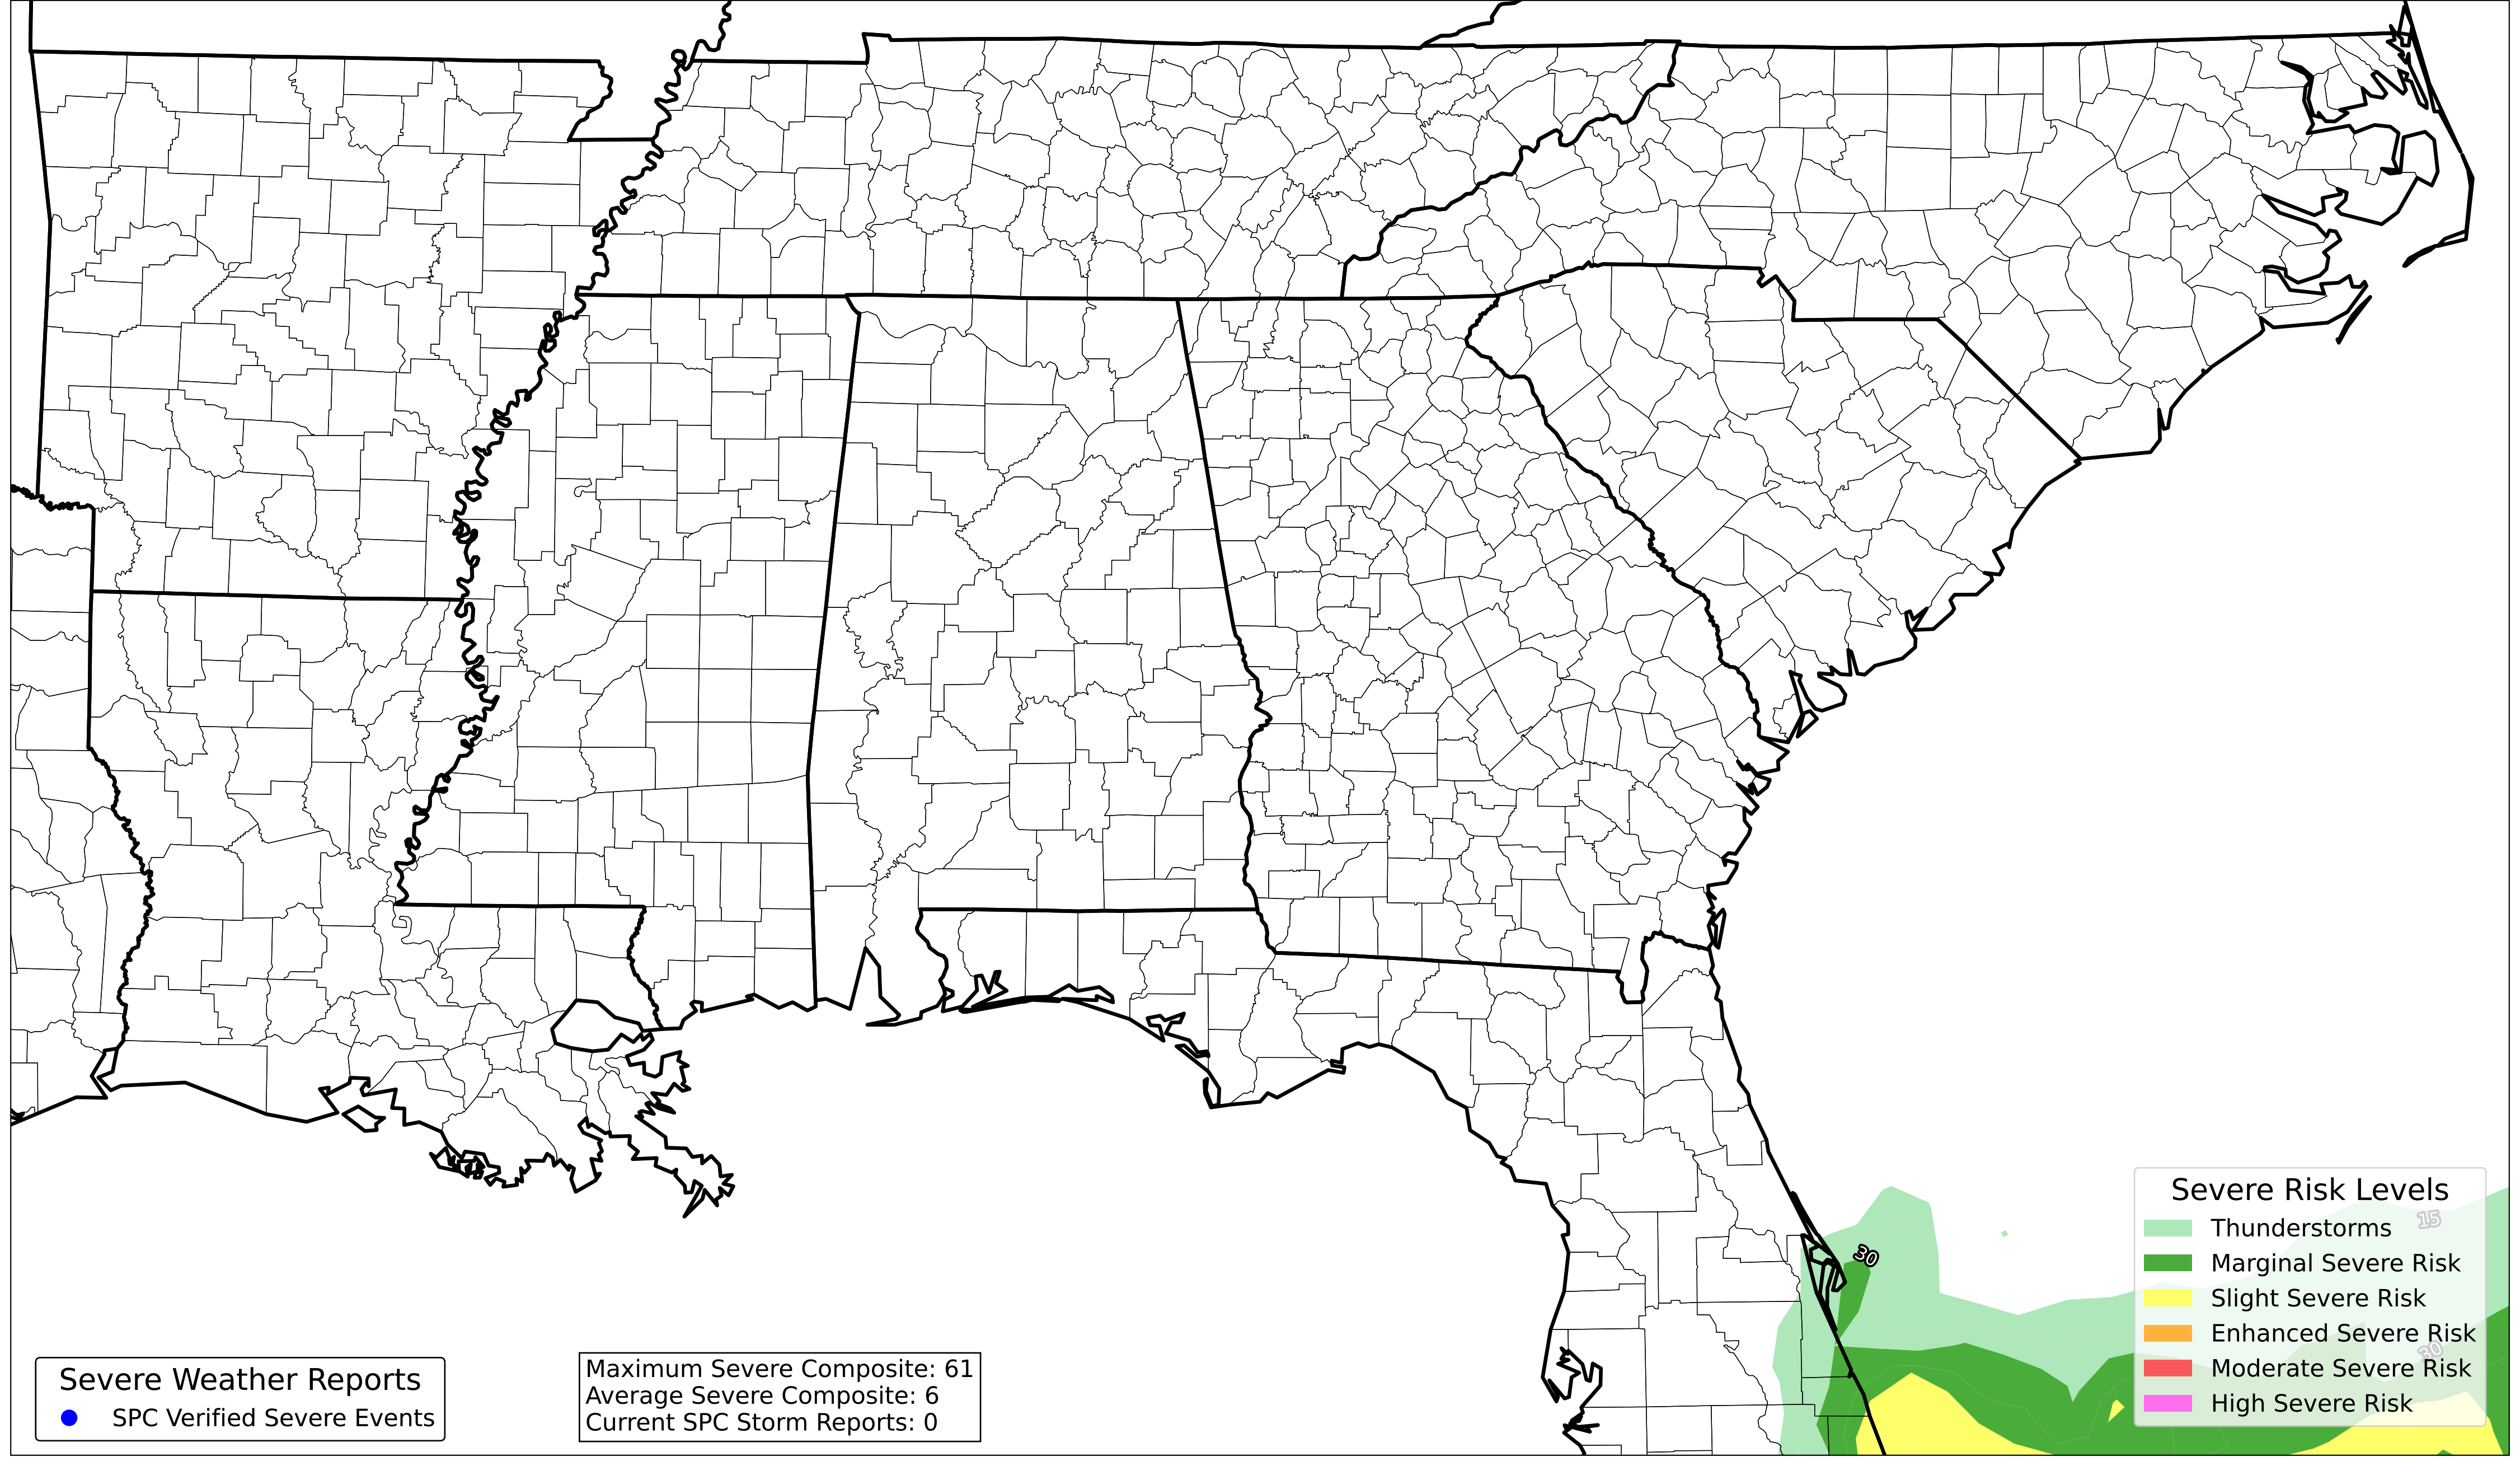 30
15
Severe Risk Levels
Thunderstorms
Marginal Severe Risk
Slight Severe Risk
Enhanced Severe Risk
30
Moderate Severe Risk
High Severe Risk
Severe Weather Reports
SPC Verified Severe Events
Maximum Severe Composite: 61
Average Severe Composite: 6
Current SPC Storm Reports: 0